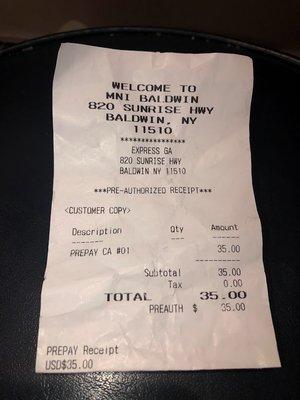 WELCOME TO
MNI BALDWIN
820 SUNRISE HWY
BALDWIN, NY
11510
****************
EXPRESS GA
820 SUNRISE HWY
BALDWIN NY 11510
***PRE-AUTHORIZED RECEIPT***
<CUSTOMER COPY>
Description Qty Amount
PREPAY CA #01 35.00
Subtotal 35.00
Tax 0.00
TOTAL 35.00
PREAUTH $ 35.00
PREPAY Receipt
USD$35.00